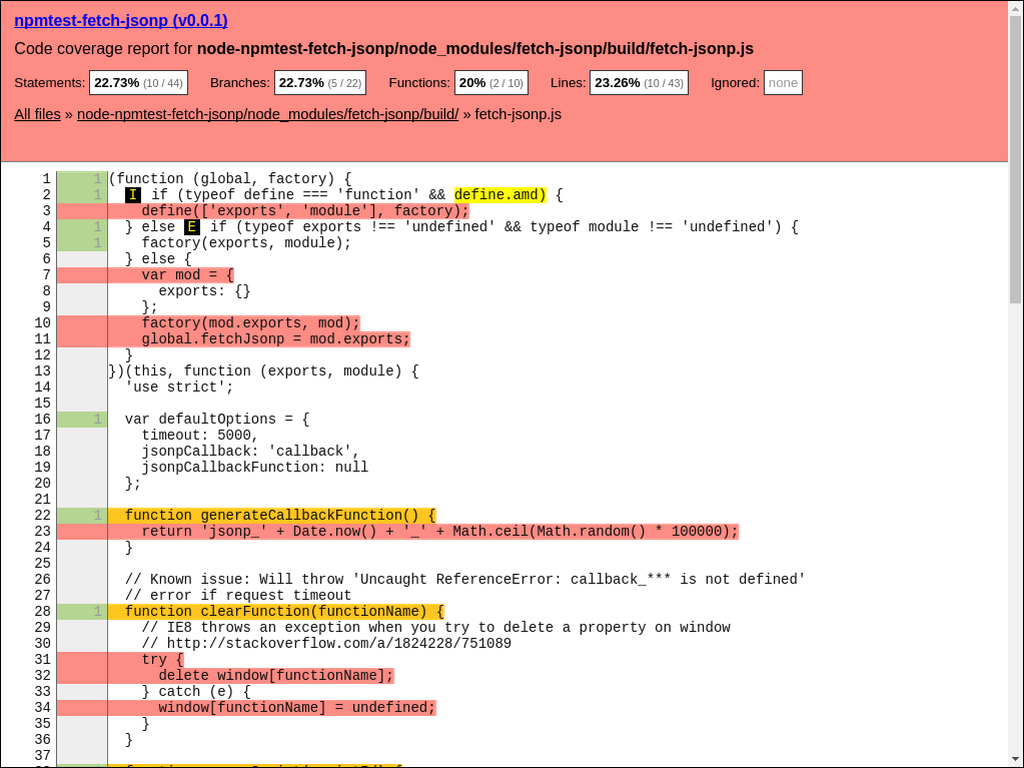 npmtest-fetch-jsonp (v0.0.1)
Code coverage report for node-npmtest-fetch-jsonp/node_modules/fetch-jsonp/build/fetch-jsonp.js
Statements: 22.73% (10 / 44) Branches: 22.73% (5 / 22) Functions: 20% (2 / 10) Lines: 23.26% (10 / 43) Ignored: none
All files » node-npmtest-fetch-jsonp/node_modules/fetch-jsonp/build/ » fetch-jsonp.js
1 1 (function (global, factory) {
2 1 I if (typeof define === 'function' && define.amd) {
3 define(['exports', 'module'], factory);
4 1 } else E if (typeof exports !== 'undefined' && typeof module !== 'undefined') {
5 1 factory(exports, module);
6 } else {
7 var mod = {
8 exports: {}
9 };
10 factory(mod.exports, mod);
11 global.fetchJsonp = mod.exports;
12 }
13 })(this, function (exports, module) {
14 'use strict';
15
16 1 var defaultOptions = {
17 timeout: 5000,
18 jsonpCallback: 'callback',
19 jsonpCallbackFunction: null
20 };
21
22 1 function generateCallbackFunction() {
23 return 'jsonp_' + Date.now() + '_' + Math.ceil(Math.random() * 100000);
24 }
25
26 // Known issue: Will throw 'Uncaught ReferenceError: callback_*** is not defined'
27 // error if request timeout
28 1 function clearFunction(functionName) {
29 // IE8 throws an exception when you try to delete a property on window
30 // http://stackoverflow.com/a/1824228/751089
31 try {
32 delete window[functionName];
33 } catch (e) {
34 window[functionName] = undefined;
35 }
36 }
37